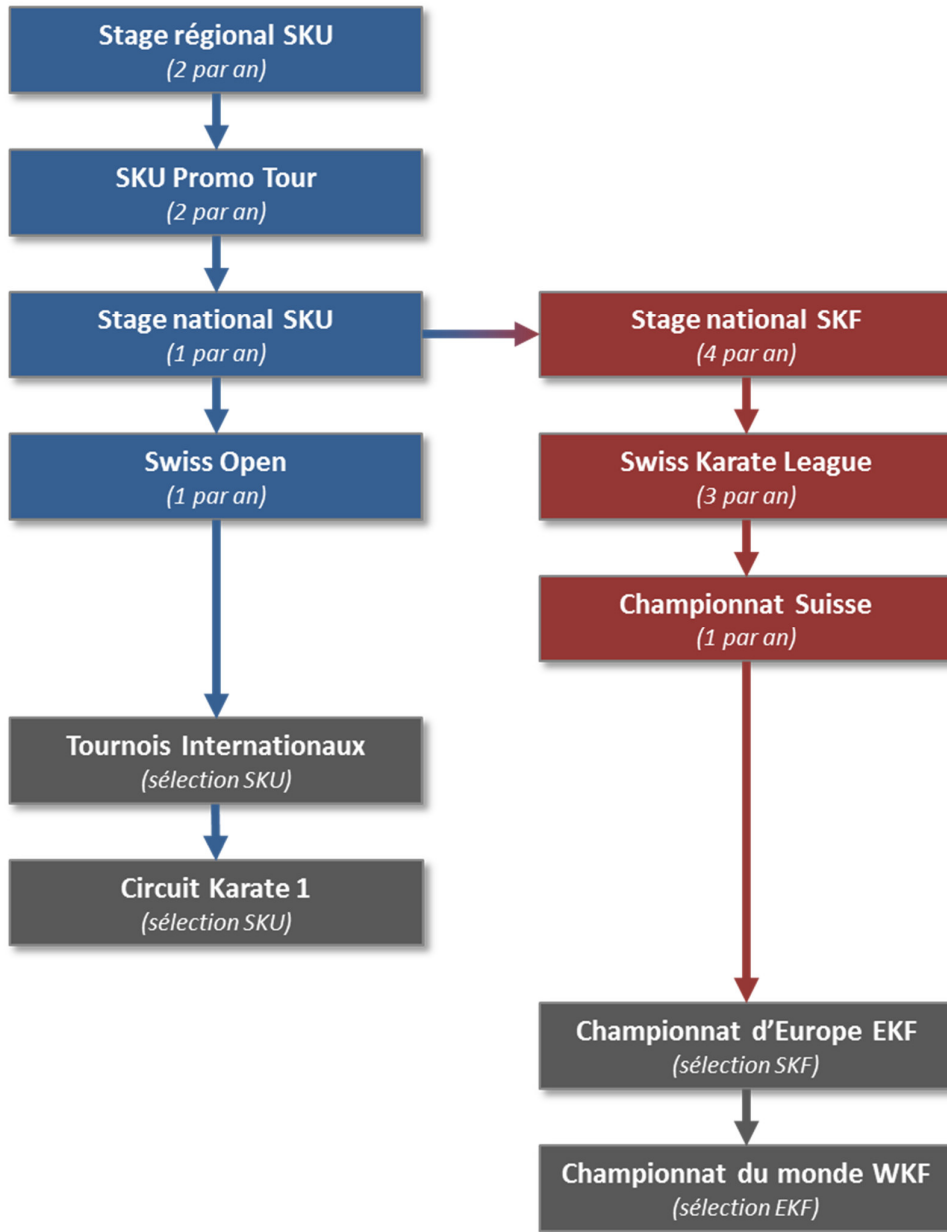 Stage régional SKU
(2 par an)
SKU Promo Tour
(2 par an)
Stage national SKU
(1 par an)
Swiss Open
(1 par an)
Tournois Internationaux
(sélection SKU)
Circuit Karate 1
(sélection SKU)
Stage national SKF
(4 par an)
Swiss Karate League
(3 par an)
Championnat Suisse
(1 par an)
Championnat d’Europe EKF
(sélection SKF)
Championnat du monde WKF
(sélection EKF)